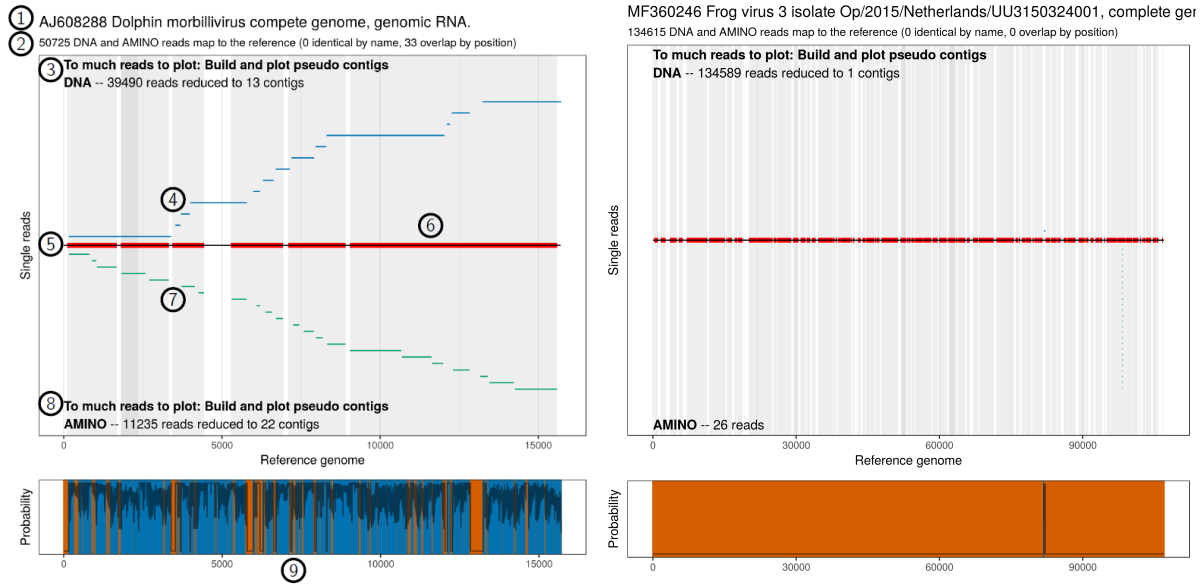 1 AJ608288 Dolphin morbillivirus compete genome, genomic RNA.
2 50725 DNA and AMINO reads map to the reference (0 identical by name, 33 overlap by position)
3 To much reads to plot: Build and plot pseudo contigs
DNA -- 39490 reads reduced to 13 contigs
4
5
6
7
Single reads
8 To much reads to plot: Build and plot pseudo contigs
AMINO -- 11235 reads reduced to 22 contigs
0 5000 10000 15000
Reference genome
Probability
0 5000 10000 15000
9
MF360246 Frog virus 3 isolate Op/2015/Netherlands/UU3150324001, complete ger
134615 DNA and AMINO reads map to the reference (0 identical by name, 0 overlap by position)
To much reads to plot: Build and plot pseudo contigs
DNA -- 134589 reads reduced to 1 contigs
Single reads
AMINO -- 26 reads
0 30000 60000 90000
Reference genome
Probability
0 30000 60000 90000